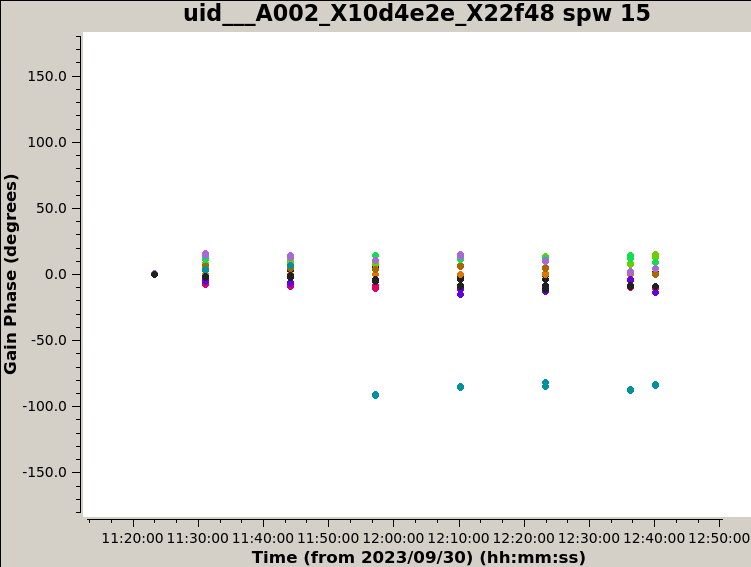 uid___A002_X10d4e2e_X22f48 spw 15
150.0
100.0
50.0
0.0
-50.0
-100.0
-150.0
Gain Phase (degrees)
11:20:00 11:30:00 11:40:00 11:50:00 12:00:00 12:10:00 12:20:00 12:30:00 12:40:00 12:50:00
Time (from 2023/09/30) (hh:mm:ss)